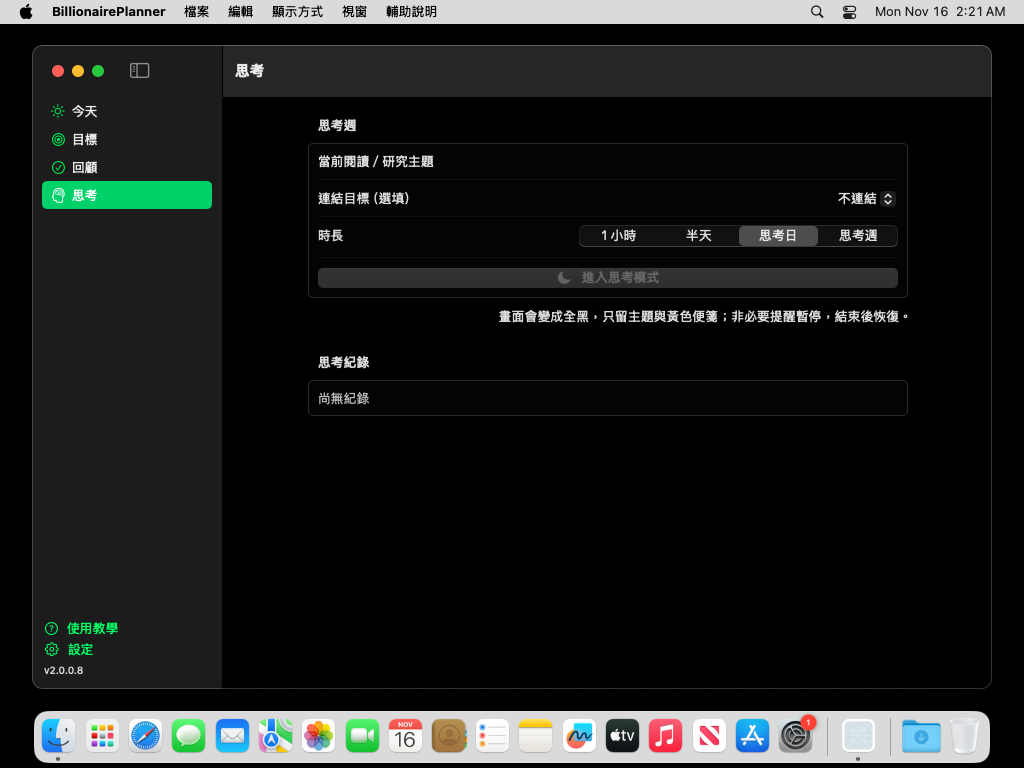 BillionairePlanner 檔案 編輯 顯示方式 視窗 輔助說明 Mon Nov 16 2:21 AM
思考
今天
目標
回顧
思考
思考週
當前閱讀 / 研究主題
連結目標 (選填) 不連結
時長 1 小時 半天 思考日 思考週
進入思考模式
畫面會變成全黑，只留主題與黃色便箋；非必要提醒暫停，結束後恢復。
思考紀錄
尚無紀錄
使用教學
設定
v2.0.0.8
NOV
16
tv
1